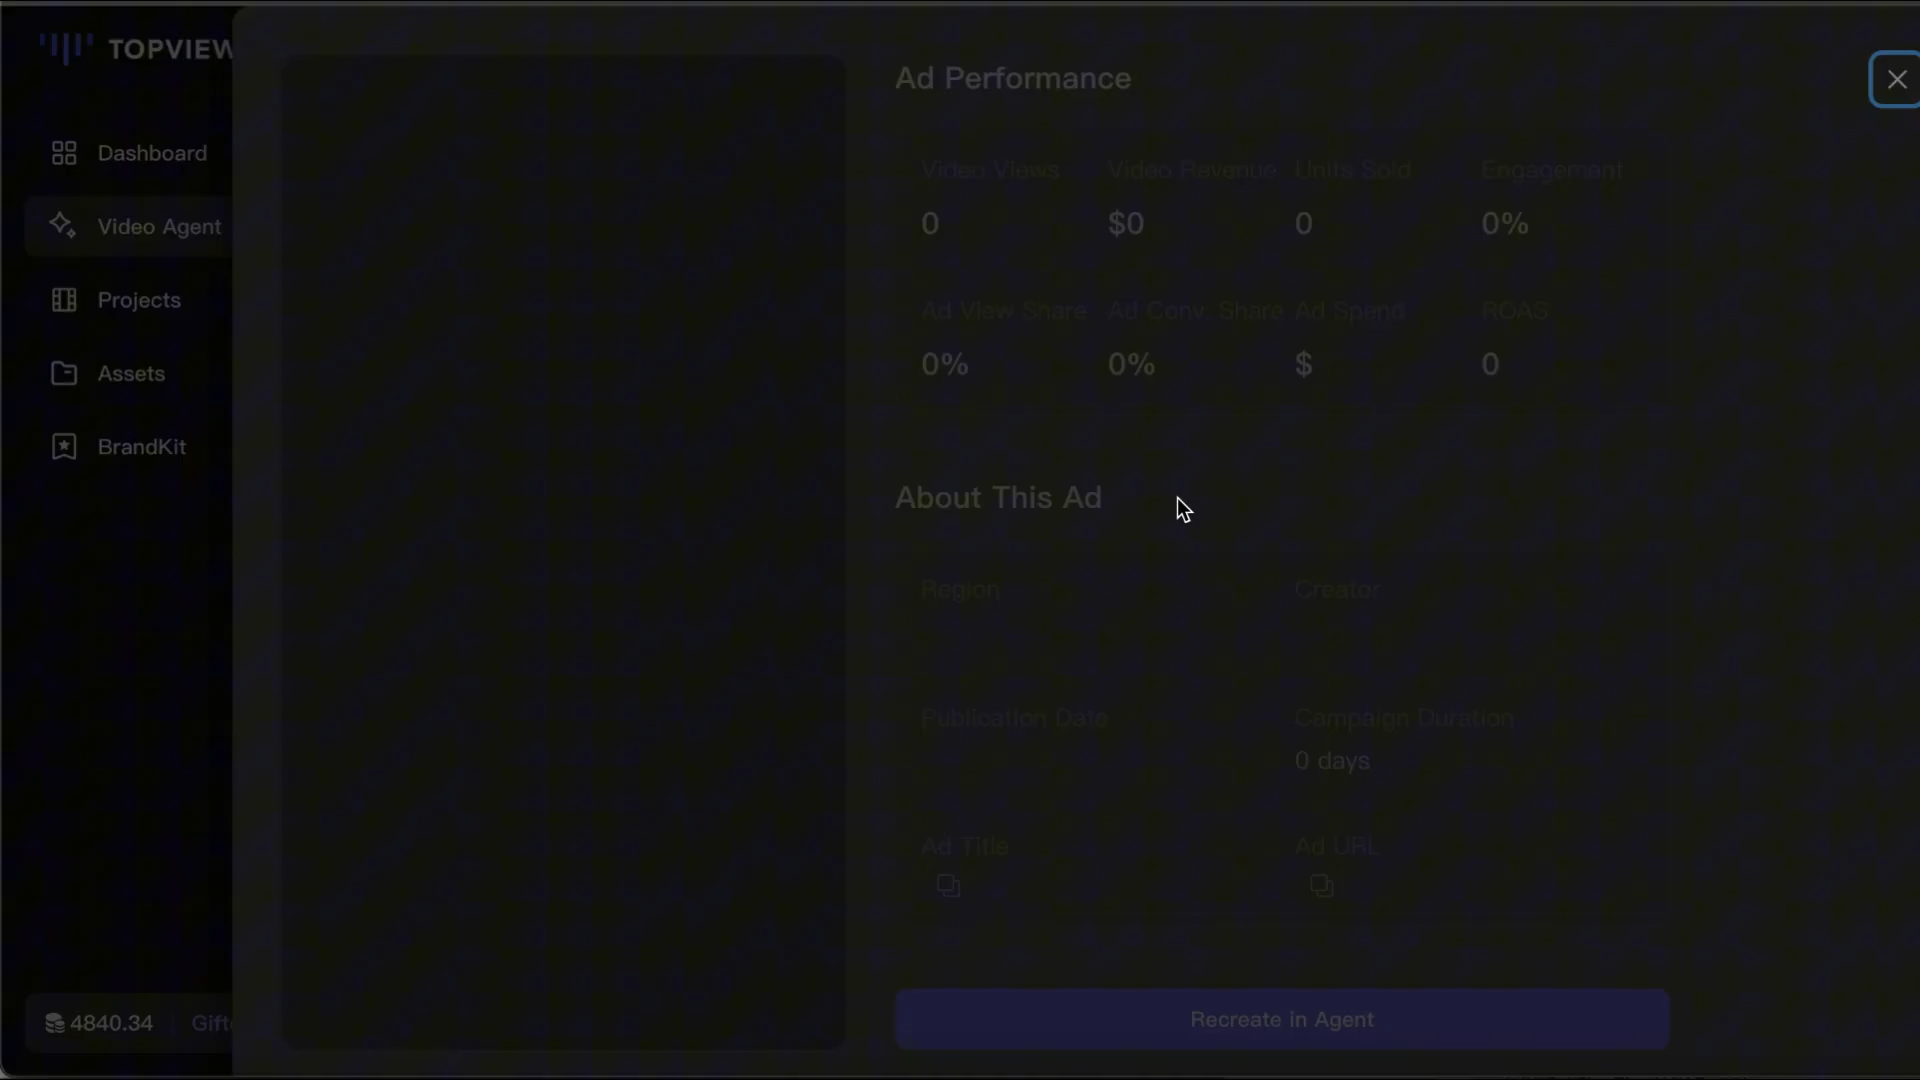 TOPVIEW
Dashboard
Video Agent
Projects
Assets
BrandKit
4840.34
Gift
Ad Performance
Video Views
Video Revenue
Units Sold
Engagement
0
$0
0
0%
Ad View Share
Ad Conv. Share
Ad Spend
ROAS
0%
0%
$
0
About This Ad
Region
Creator
Publication Date
Campaign Duration
0 days
Ad Title
Ad URL
Recreate in Agent